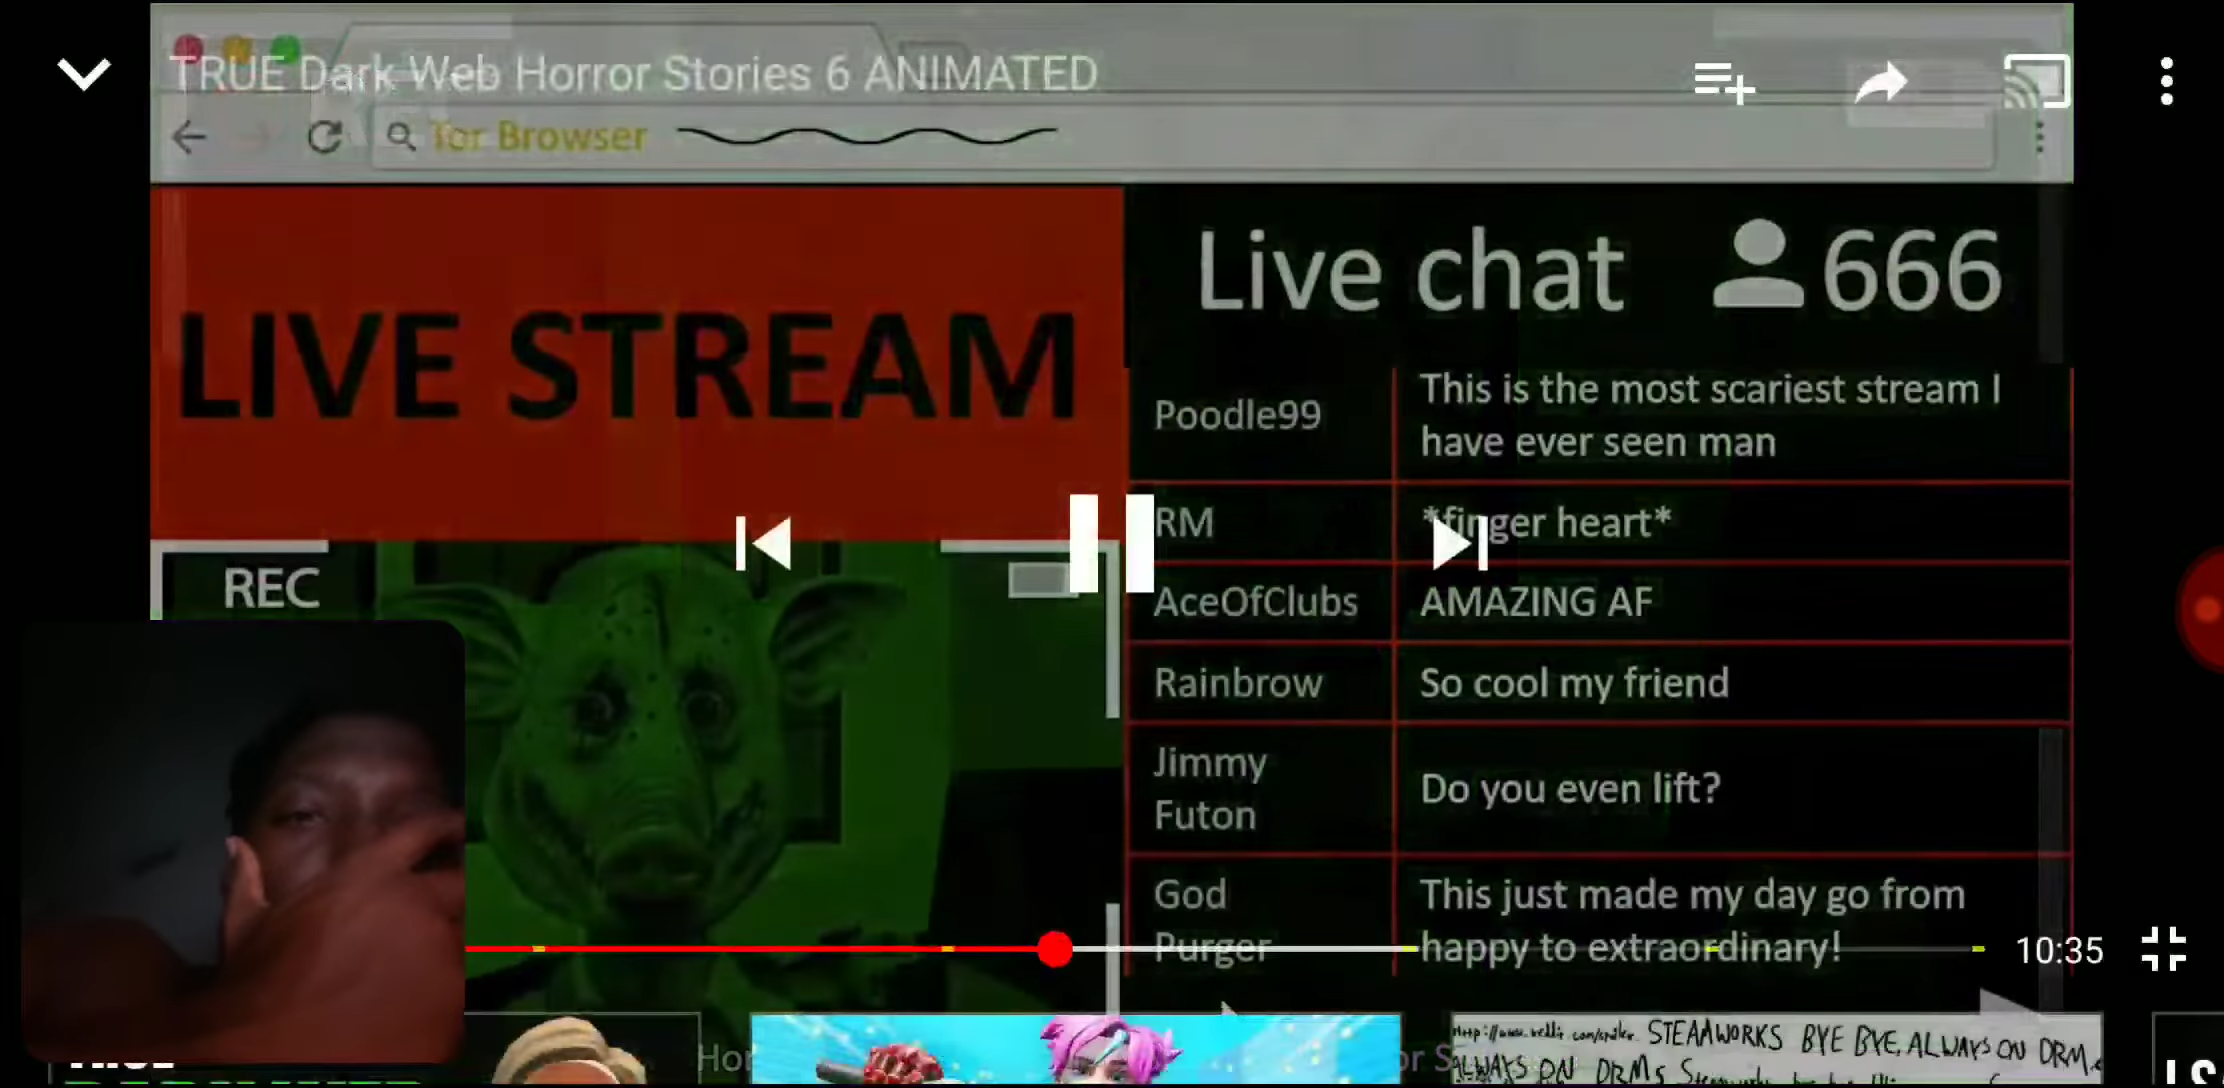 TRUE Dark Web Horror Stories 6 ANIMATED
Tor Browser
LIVE STREAM
Live chat 666
Poodle99
This is the most scariest stream I
have ever seen man
RM
*finger heart*
AceOfClubs
AMAZING AF
Rainbrow
So cool my friend
Jimmy
Futon
Do you even lift?
God
Purger
This just made my day go from
happy to extraordinary!
REC
10:35
STEAMWORKS BYE BYE, ALWAYS ON DRM
ALWAYS ON DRMs